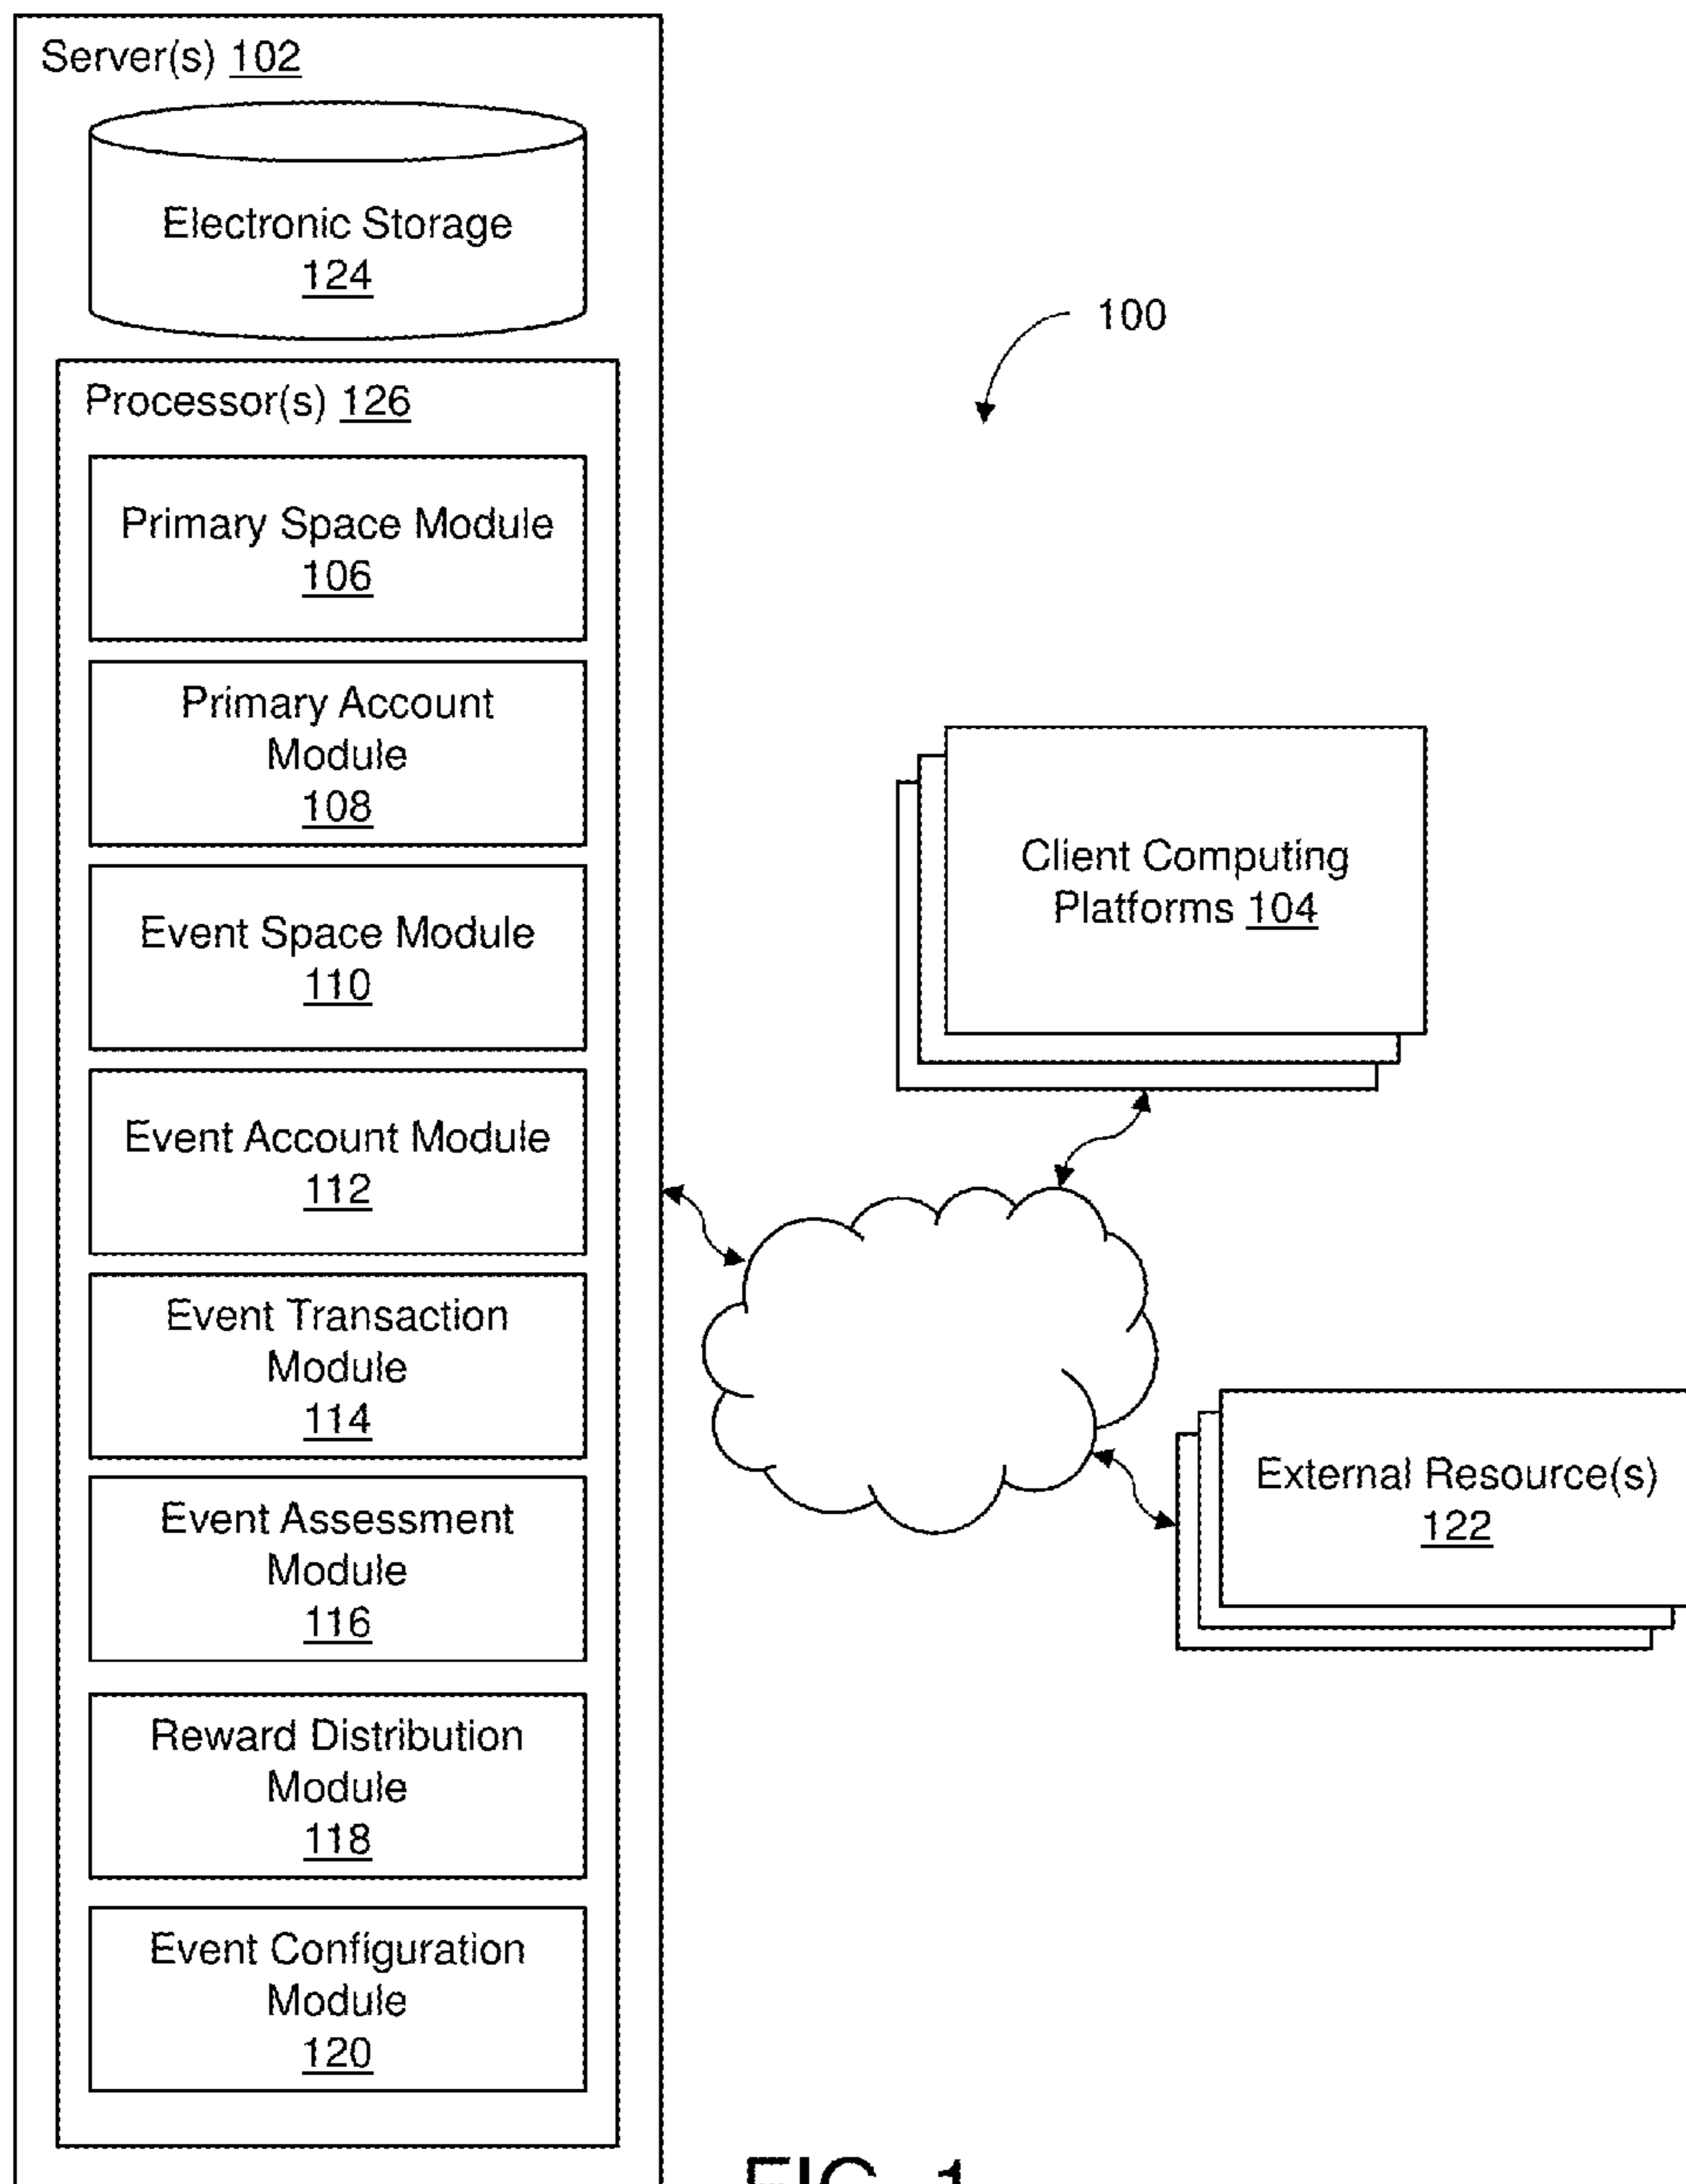 Server(s) 102
Electronic Storage
124
100
Processor(s) 126
Primary Space Module
106
Primary Account
Module
108
Event Space Module
110
Event Account Module
112
Event Transaction
Module
114
Event Assessment
Module
116
Reward Distribution
Module
118
Event Configuration
Module
120
Client Computing
Platforms 104
External Resource(s)
122
FIG. 1